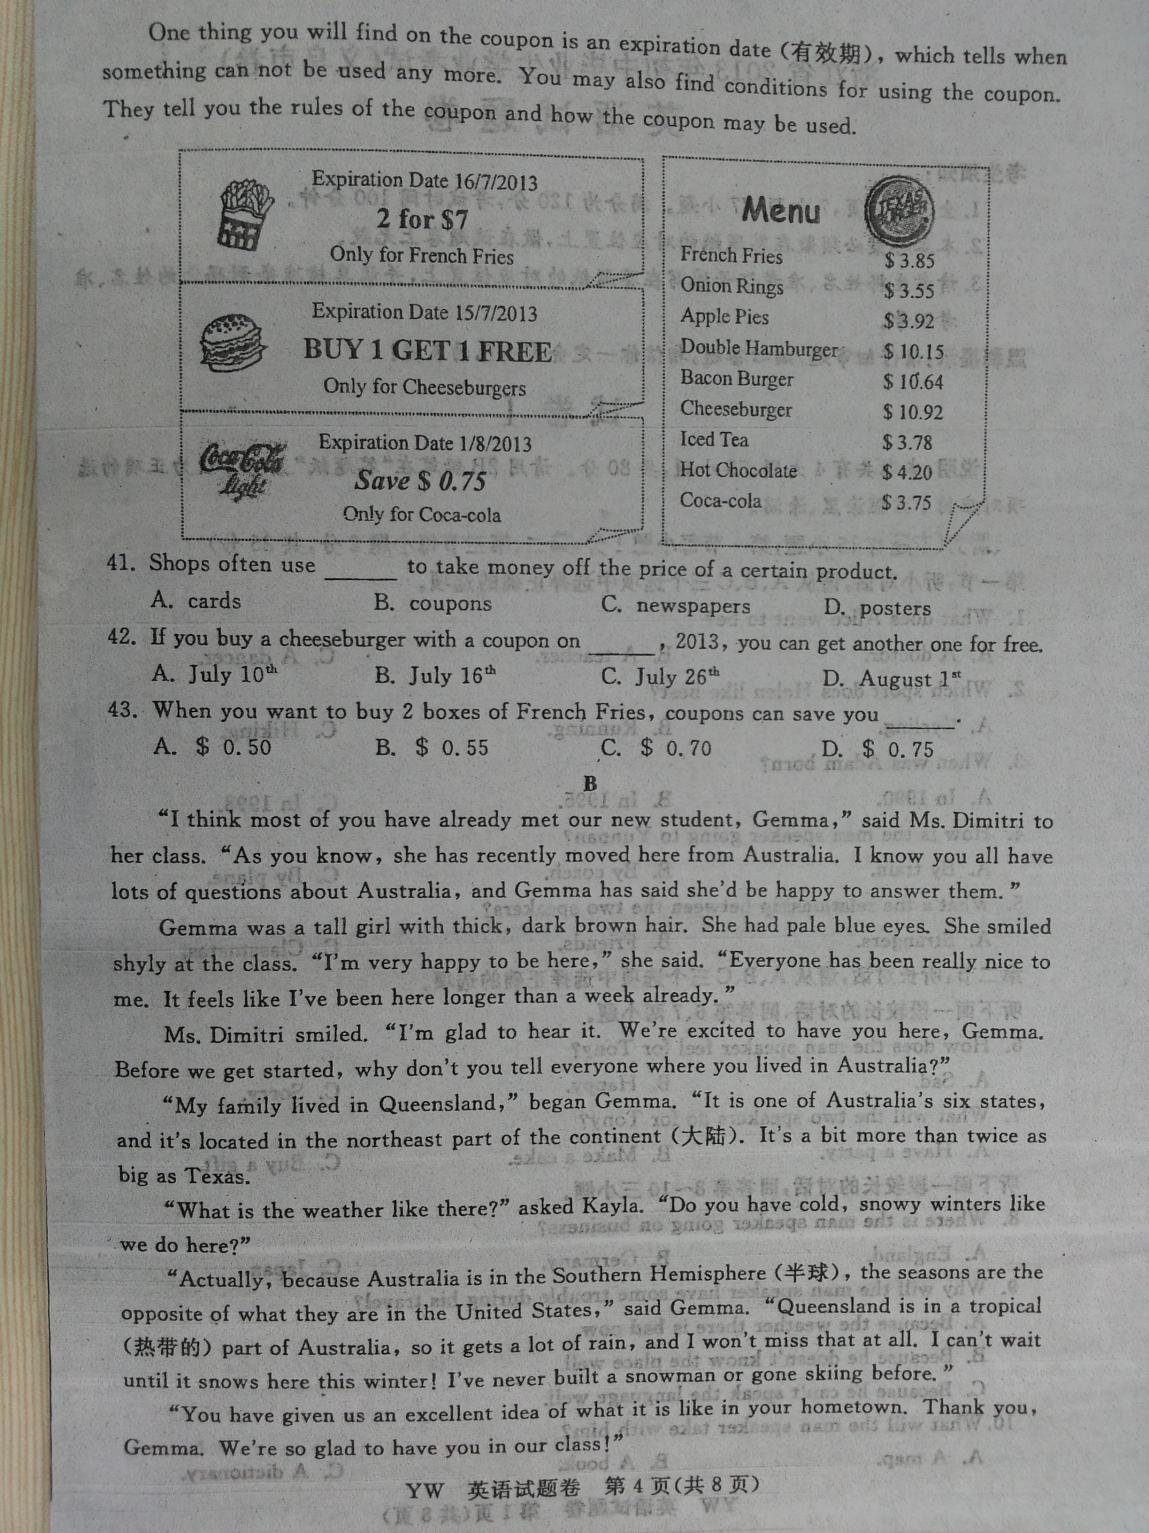 One thing you will find on the coupon is an expiration date (有效期), which tells when
something can not be used any more. You may also find conditions for using the coupon.
They tell you the rules of the coupon and how the coupon may be used.
Expiration Date 16/7/2013
2 for $7
Only for French Fries
Expiration Date 15/7/2013
BUY 1 GET 1 FREE
Only for Cheeseburgers
Coca-Cola
light
Expiration Date 1/8/2013
Save $ 0.75
Only for Coca-cola
Menu
TEXAS
BURGER
French Fries $ 3.85
Onion Rings $ 3.55
Apple Pies $ 3.92
Double Hamburger $ 10.15
Bacon Burger $ 10.64
Cheeseburger $ 10.92
Iced Tea $ 3.78
Hot Chocolate $ 4.20
Coca-cola $ 3.75
41. Shops often use ______ to take money off the price of a certain product.
A. cards B. coupons C. newspapers D. posters
42. If you buy a cheeseburger with a coupon on ______, 2013, you can get another one for free.
A. July 10th B. July 16th C. July 26th D. August 1st
43. When you want to buy 2 boxes of French Fries, coupons can save you ______.
A. $ 0.50 B. $ 0.55 C. $ 0.70 D. $ 0.75
B
“I think most of you have already met our new student, Gemma,” said Ms. Dimitri to
her class. “As you know, she has recently moved here from Australia. I know you all have
lots of questions about Australia, and Gemma has said she'd be happy to answer them.”
Gemma was a tall girl with thick, dark brown hair. She had pale blue eyes. She smiled
shyly at the class. “I'm very happy to be here,” she said. “Everyone has been really nice to
me. It feels like I've been here longer than a week already.”
Ms. Dimitri smiled. “I'm glad to hear it. We're excited to have you here, Gemma.
Before we get started, why don't you tell everyone where you lived in Australia?”
“My family lived in Queensland,” began Gemma. “It is one of Australia's six states,
and it's located in the northeast part of the continent (大陆). It's a bit more than twice as
big as Texas.
“What is the weather like there?” asked Kayla. “Do you have cold, snowy winters like
we do here?”
“Actually, because Australia is in the Southern Hemisphere (半球), the seasons are the
opposite of what they are in the United States,” said Gemma. “Queensland is in a tropical
(热带的) part of Australia, so it gets a lot of rain, and I won't miss that at all. I can't wait
until it snows here this winter! I've never built a snowman or gone skiing before.”
“You have given us an excellent idea of what it is like in your hometown. Thank you,
Gemma. We're so glad to have you in our class!”
YW 英语试题卷 第 4 页(共 8 页)